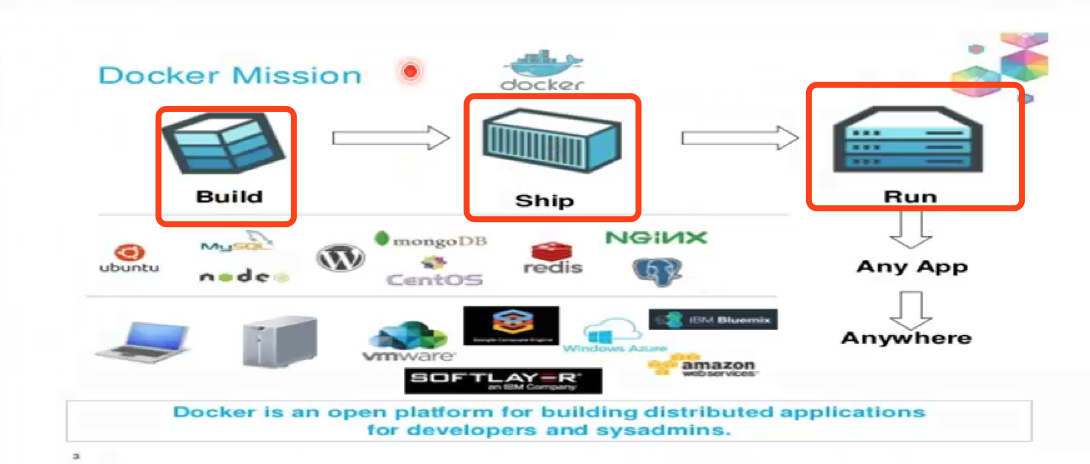 Docker Mission
docker
Build
Ship
Run
MySQL
mongoDB
NGiNX
ubuntu
node
CentOS
redis
Any App
Anywhere
vmware
Google Compute Engine
Windows Azure
IBM Bluemix
SOFTLAYER
an IBM Company
amazon
webservices
Docker is an open platform for building distributed applications
for developers and sysadmins.
3